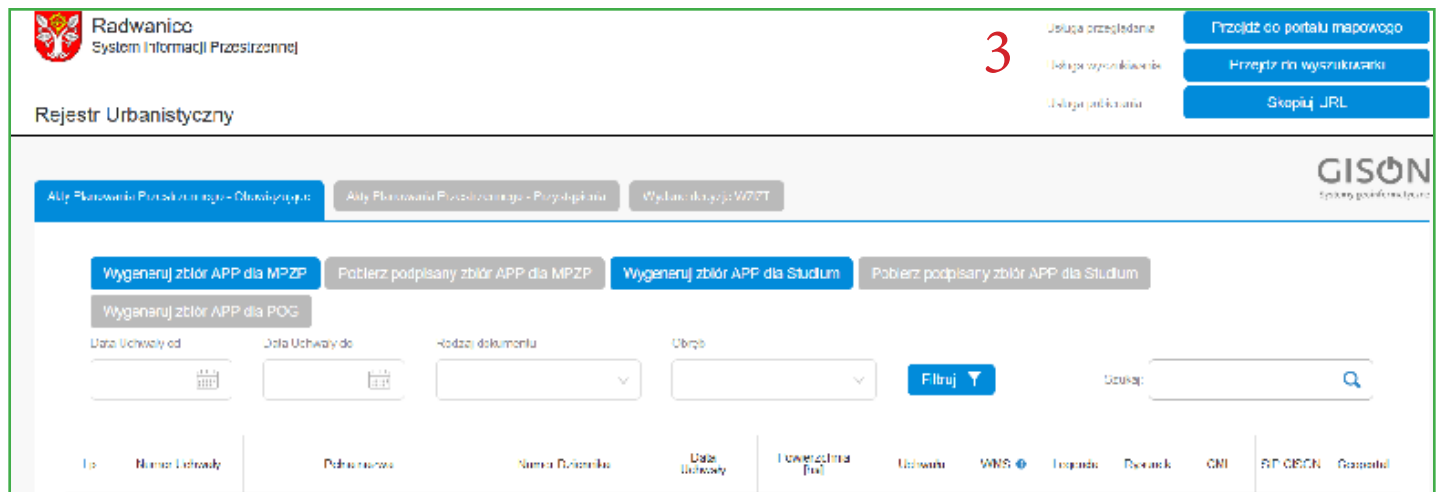 Radwanice
System Informacji Przestrzennej
3
Usługa przeglądania
Przejdź do portalu mapowego
Usługa wyszukiwania
Przejdź do wyszukiwarki
Usługa pobierania
Skopiuj URL
Rejestr Urbanistyczny
GISON
Systemy geoinformatyczne
Akty Planowania Przestrzennego - Obowiązujące
Akty Planowania Przestrzennego - Przystąpienia
Wydane decyzje WZIZT
Wygeneruj zbiór APP dla MPZP
Pobierz podpisany zbiór APP dla MPZP
Wygeneruj zbiór APP dla Studium
Pobierz podpisany zbiór APP dla Studium
Wygeneruj zbiór APP dla POG
Data Uchwały od
Data Uchwały do
Rodzaj dokumentu
Obręb
Filtruj
Szukaj:
Lp
Numer Uchwały
Pełna nazwa
Numer Dziennika
Data Uchwały
Powierzchnia [ha]
Uchwała
WMS
Legenda
Rysunek
GML
SIP GISON
Geoportal